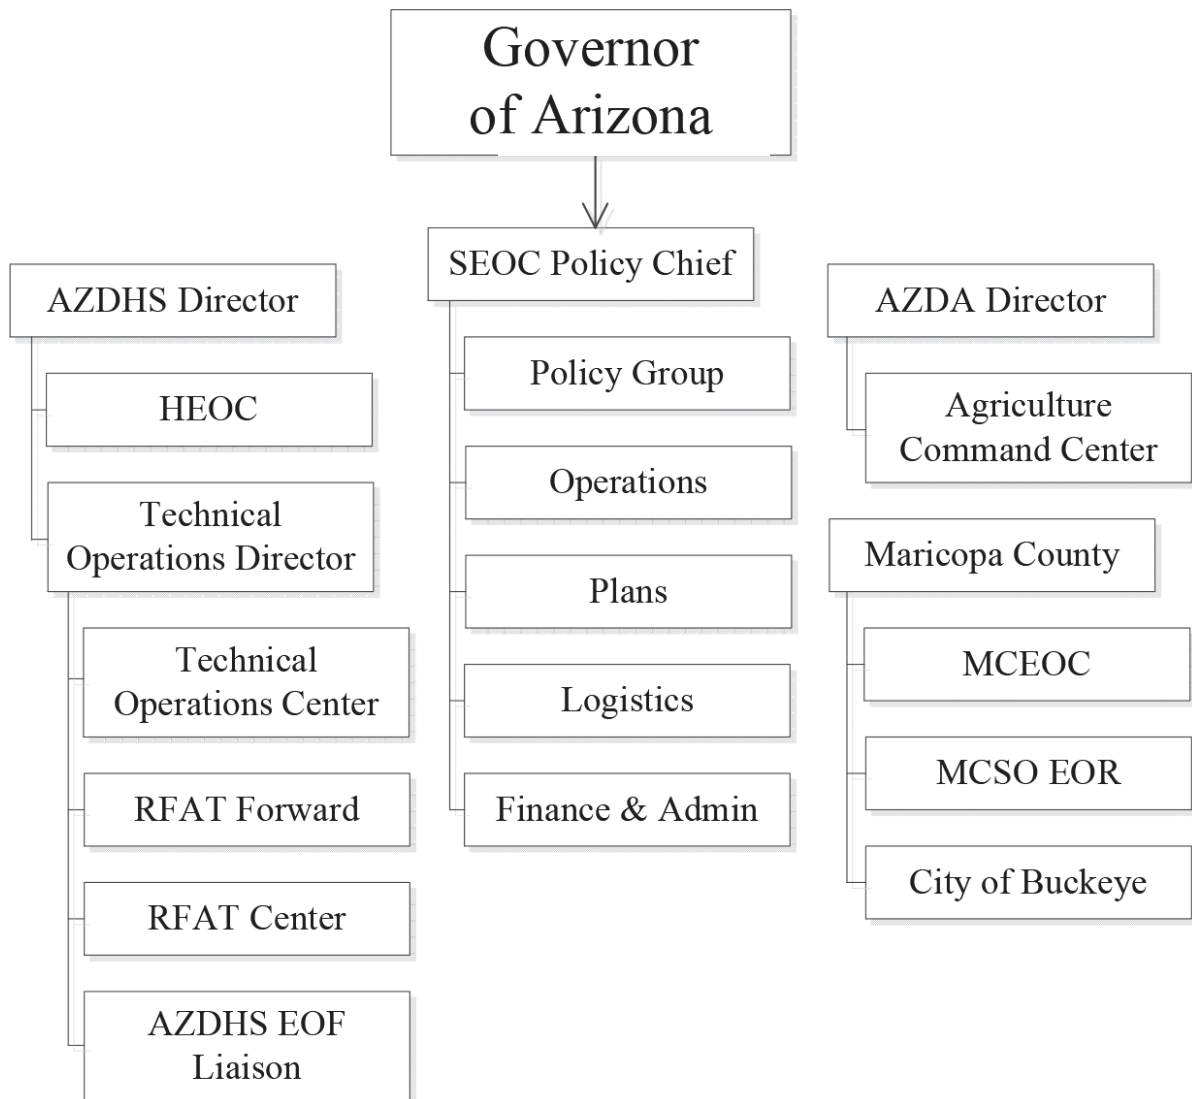 Governor
of Arizona
SEOC Policy Chief
Policy Group
Operations
Plans
Logistics
Finance & Admin
AZDHS Director
HEOC
Technical
Operations Director
Technical
Operations Center
RFAT Forward
RFAT Center
AZDHS EOF
Liaison
AZDA Director
Agriculture
Command Center
Maricopa County
MCEOC
MCSO EOR
City of Buckeye